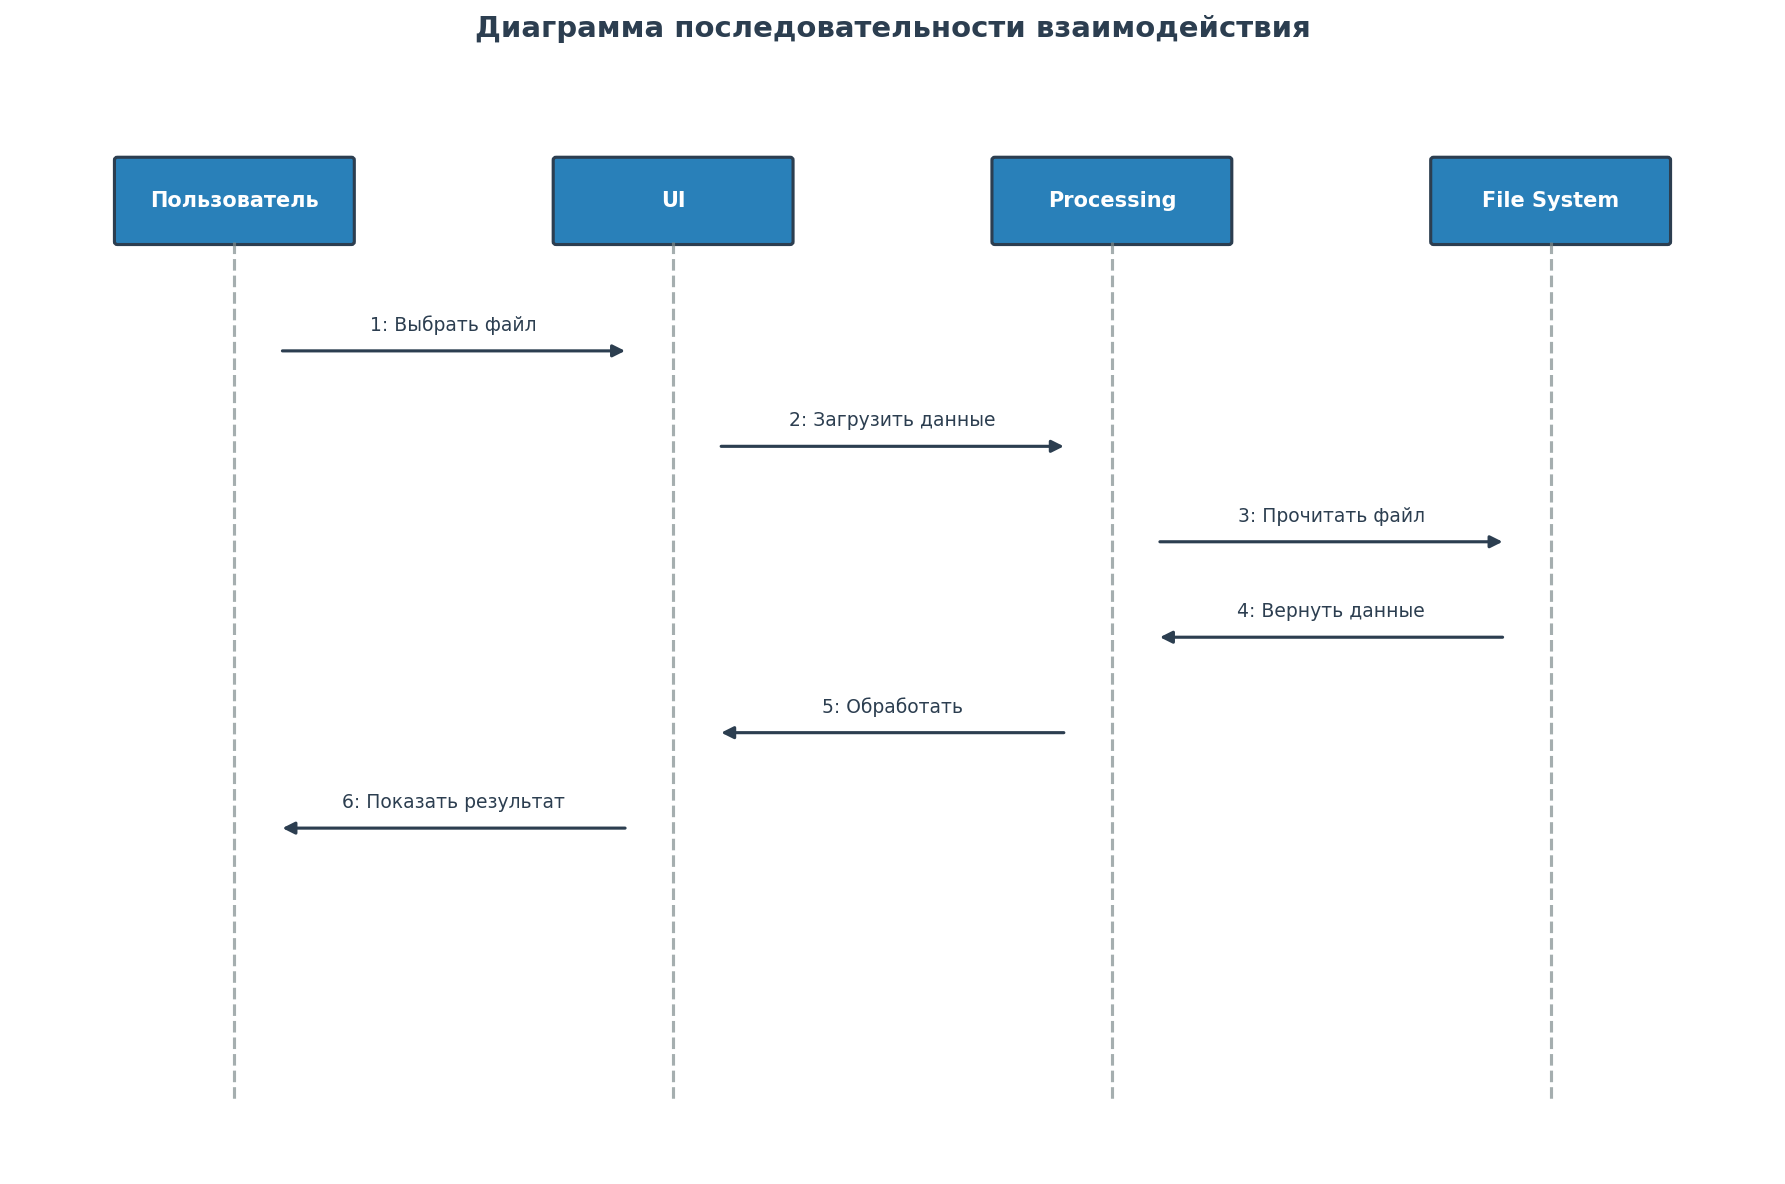 Диаграмма последовательности взаимодействия
Пользователь
UI
Processing
File System
1: Выбрать файл
2: Загрузить данные
3: Прочитать файл
4: Вернуть данные
5: Обработать
6: Показать результат